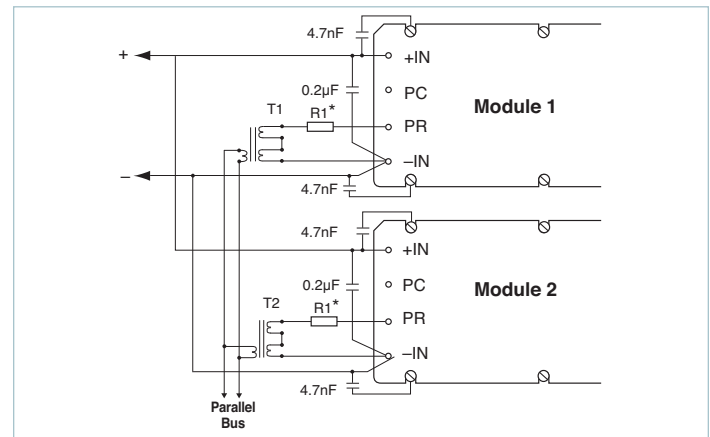 4.7nF
+
+IN
0.2µF
PC
Module 1
T1
R1*
PR
–IN
–
4.7nF
4.7nF
+IN
0.2µF
PC
Module 2
T2
R1*
PR
–IN
4.7nF
Parallel
Bus